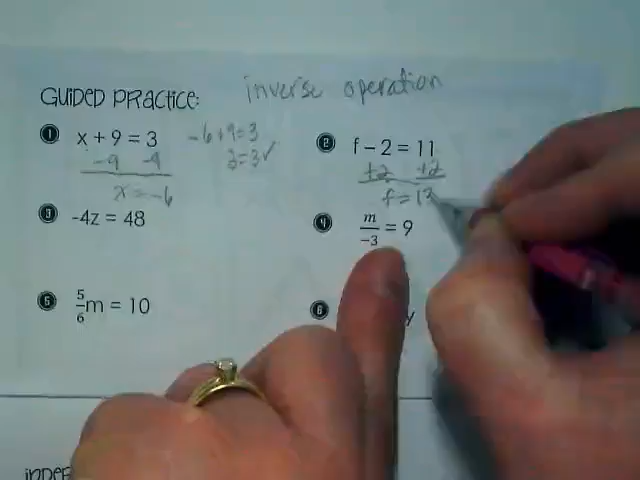 GUIDED PRACTICE: inverse operation
1 x + 9 = 3 -6+9=3
-9 -9 3=3✓
x = -6
2 f - 2 = 11
+2 +2
f = 13
3 -4z = 48
4 m/-3 = 9
5 5/6 m = 10
6 y